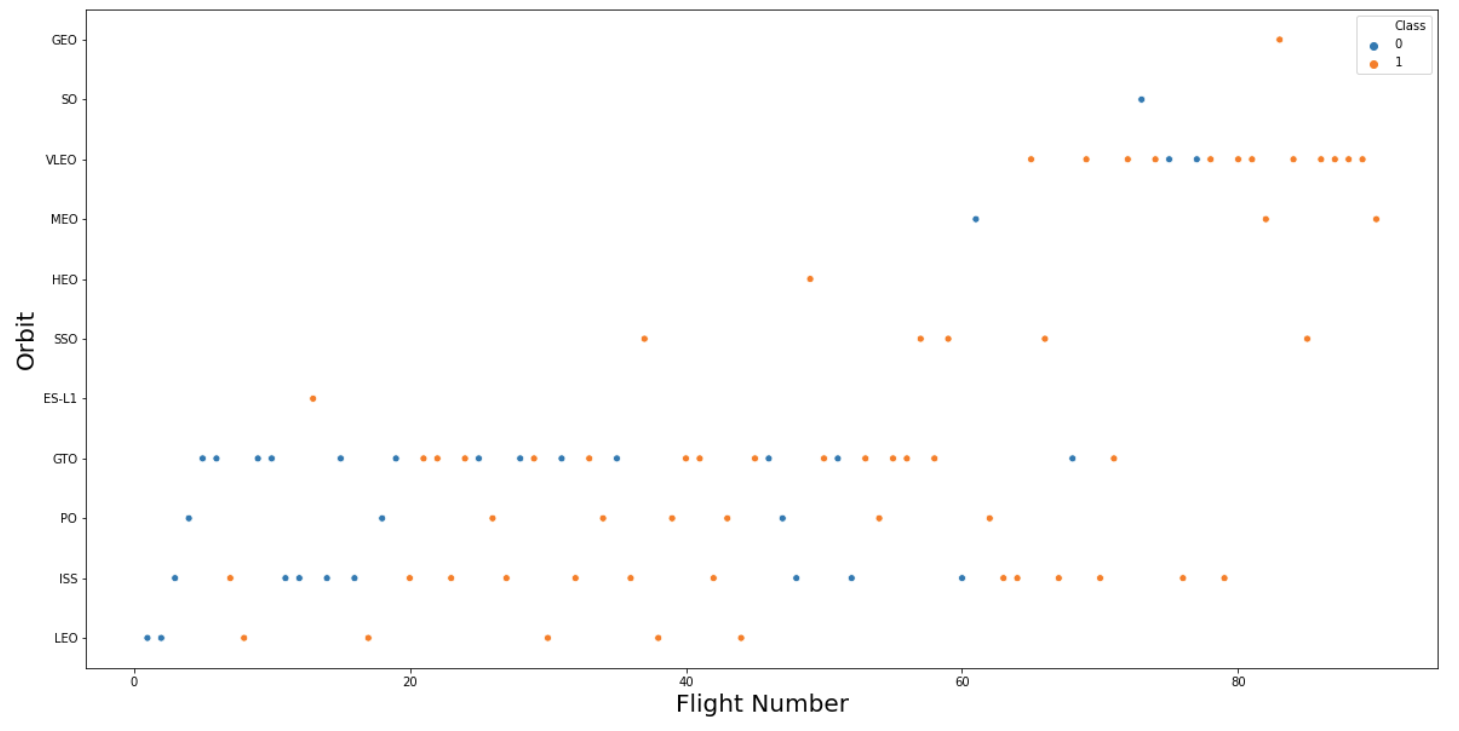 Class
0
1
GEO
SO
VLEO
MEO
HEO
SSO
ES-L1
GTO
PO
ISS
LEO
Orbit
0 20 40 60 80
Flight Number